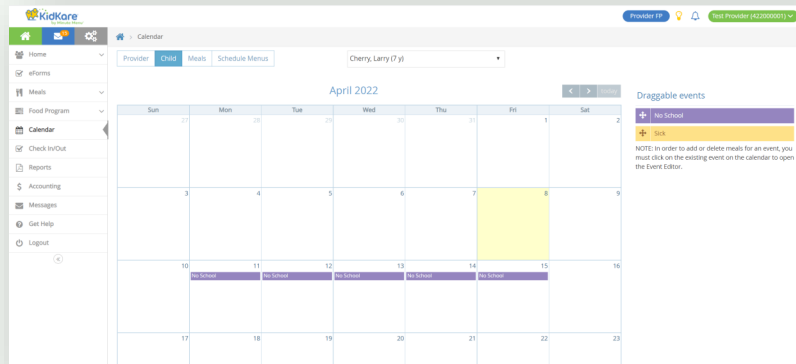 KidKare
by Minute Menu
Provider FP
Test Provider (422000001)
Calendar
Home
eForms
Meals
Food Program
Calendar
Check In/Out
Reports
$ Accounting
Messages
Get Help
Logout
Provider Child Meals Schedule Menus
Cherry, Larry (7 y)
April 2022
< > today
Sun Mon Tue Wed Thu Fri Sat
27 28 29 30 31 1 2
3 4 5 6 7 8 9
10 11 12 13 14 15 16
No School No School No School No School No School
17 18 19 20 21 22 23
Draggable events
No School
Sick
NOTE: In order to add or delete meals for an event, you
must click on the existing event on the calendar to open
the Event Editor.